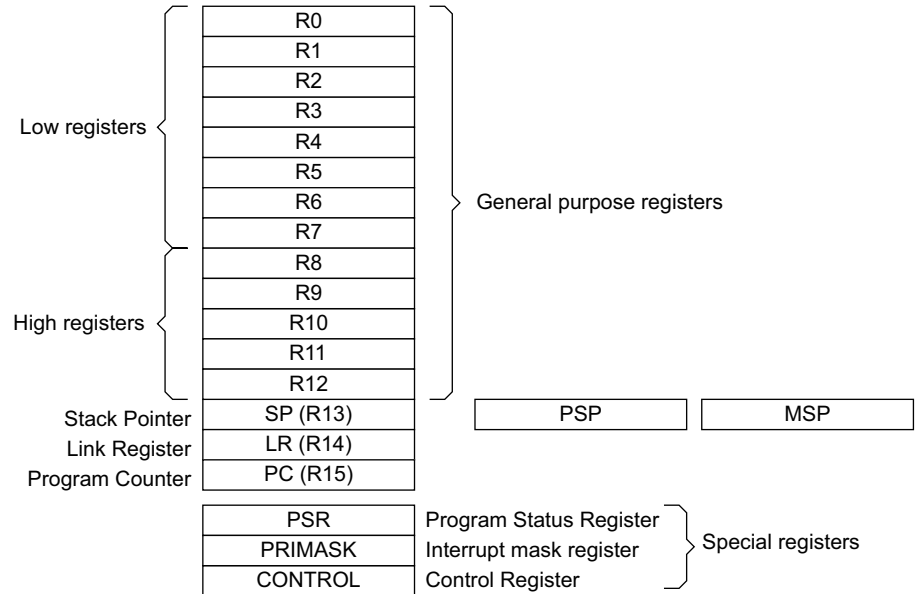 R0
R1
R2
R3
Low registers
R4
R5
R6
General purpose registers
R7
R8
R9
High registers
R10
R11
R12
Stack Pointer
SP (R13)
PSP
MSP
Link Register
LR (R14)
Program Counter
PC (R15)
PSR
Program Status Register
PRIMASK
Interrupt mask register
Special registers
CONTROL
Control Register